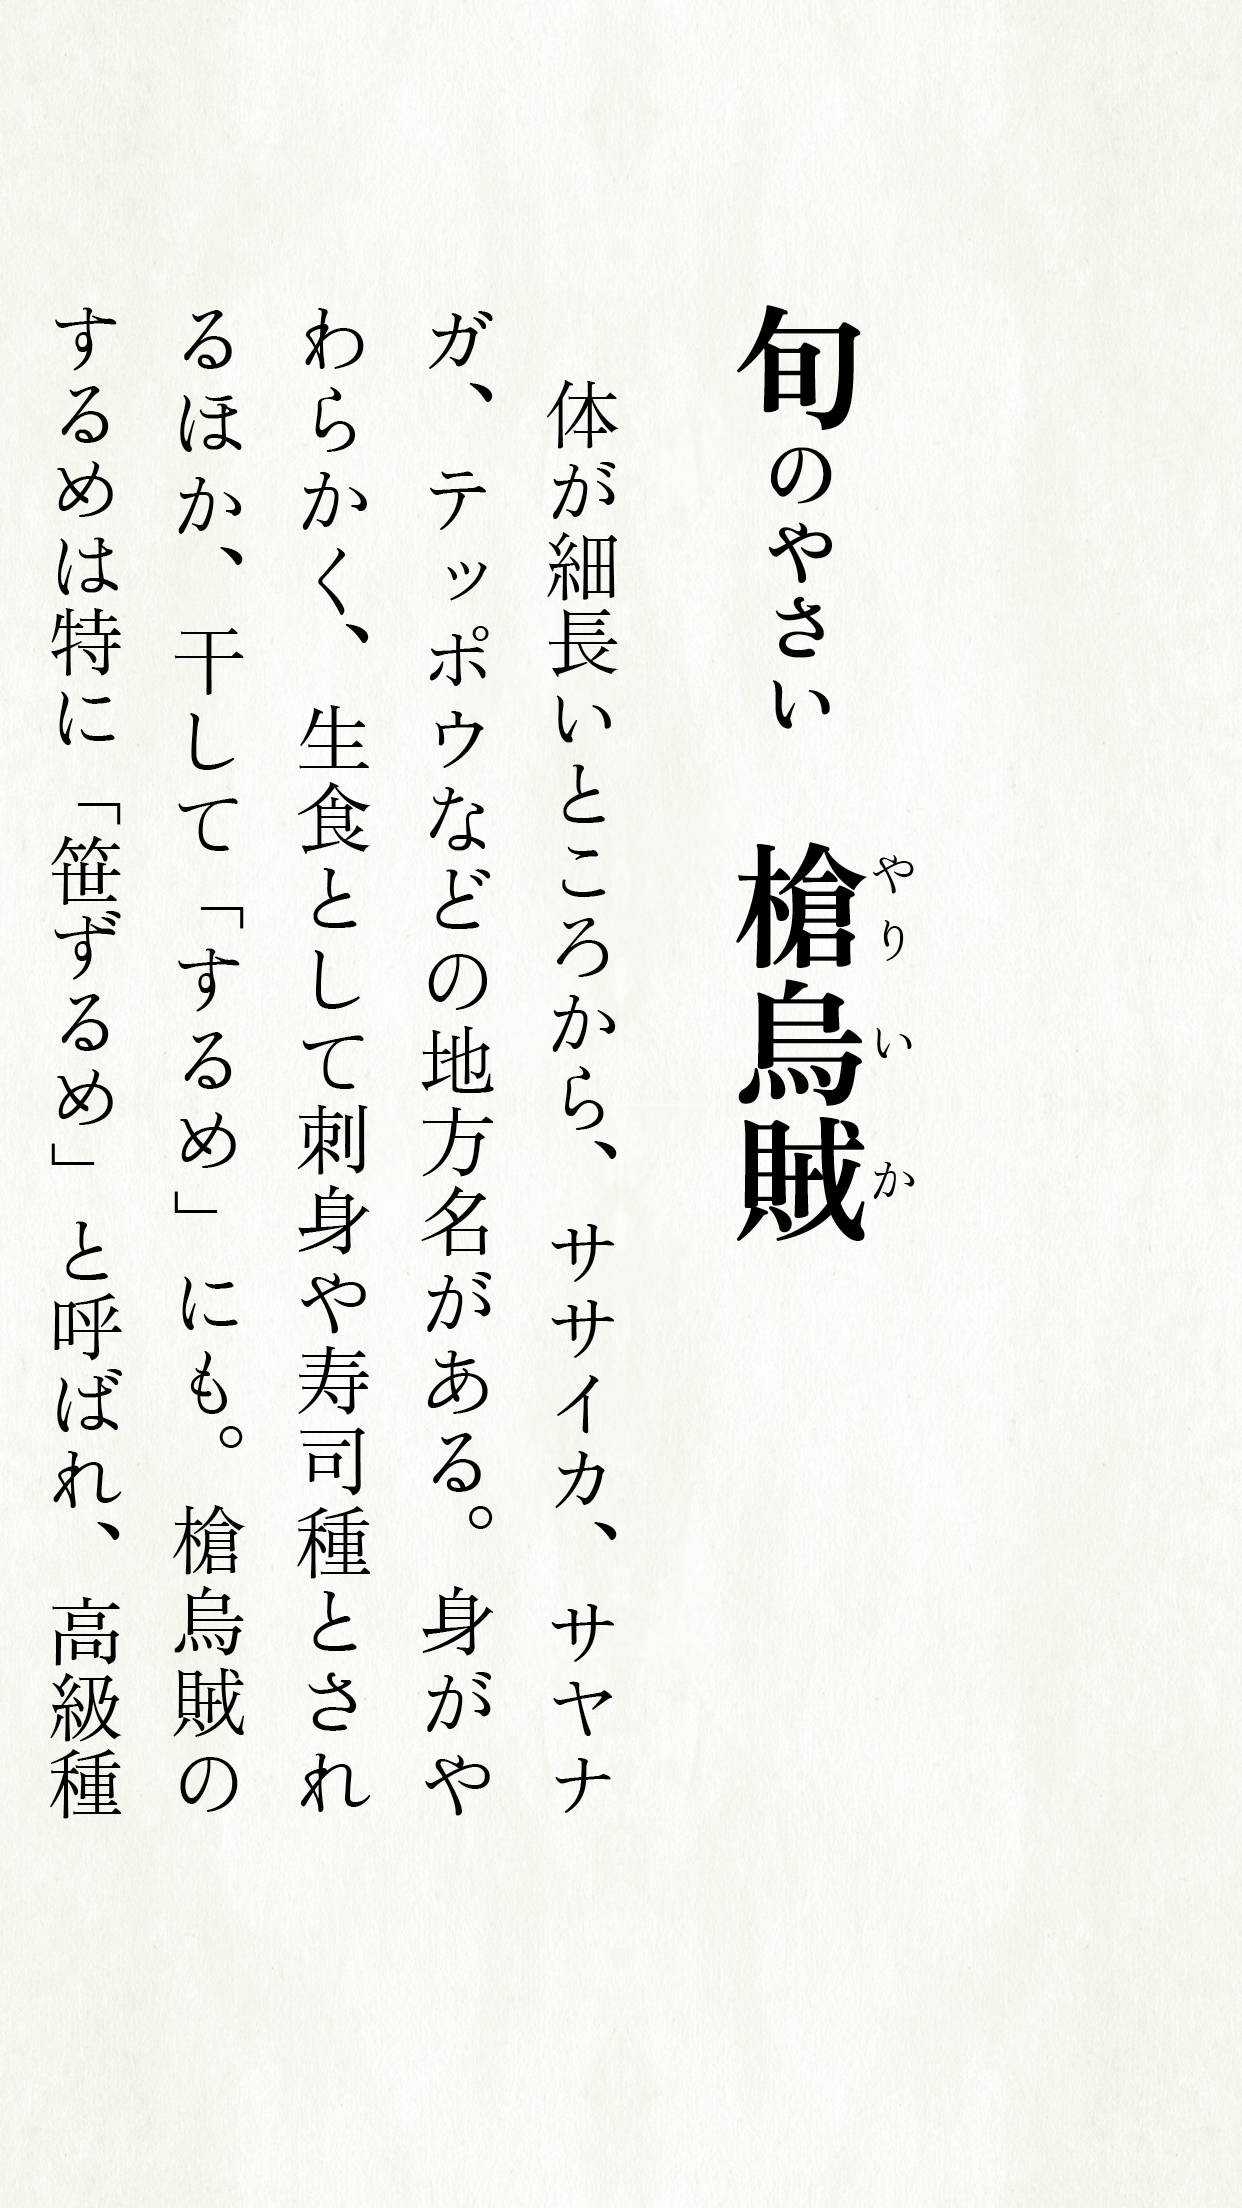 旬のやさい　槍烏賊
やりいか
体が細長いところから、ササイカ、サヤナ
ガ、テッポウなどの地方名がある。身がや
わらかく、生食として刺身や寿司種とされ
るほか、干して「するめ」にも。槍烏賊の
するめは特に「笹ずるめ」と呼ばれ、高級種